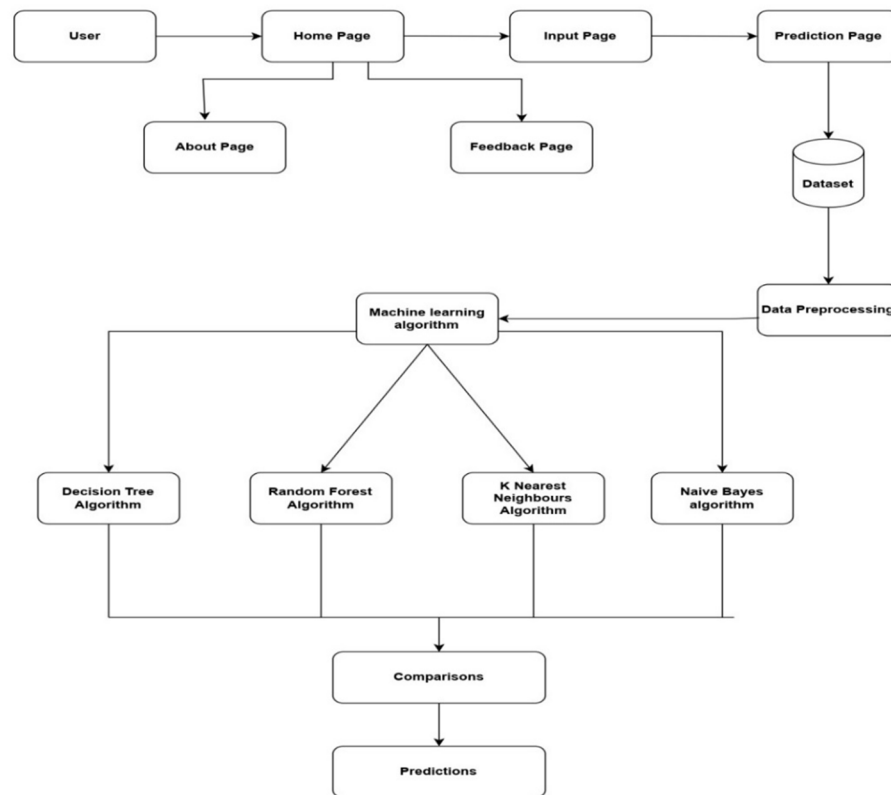 User
Home Page
Input Page
Prediction Page
About Page
Feedback Page
Dataset
Data Preprocessing
Machine learning
algorithm
Decision Tree
Algorithm
Random Forest
Algorithm
K Nearest
Neighbours
Algorithm
Naive Bayes
algorithm
Comparisons
Predictions